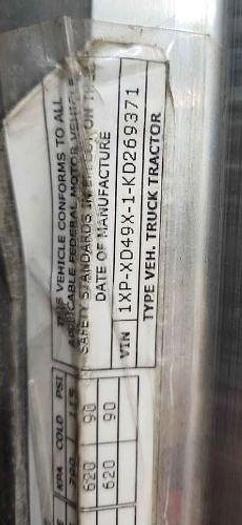 THIS VEHICLE CONFORMS TO ALL
APPLICABLE FEDERAL MOTOR VEHICLE
SAFETY STANDARDS IN EFFECT ON THE
DATE OF MANUFACTURE
VIN 1XP-XD49X-1-KD269371
TYPE VEH. TRUCK TRACTOR
KPA COLD PSI
620 90
620 90